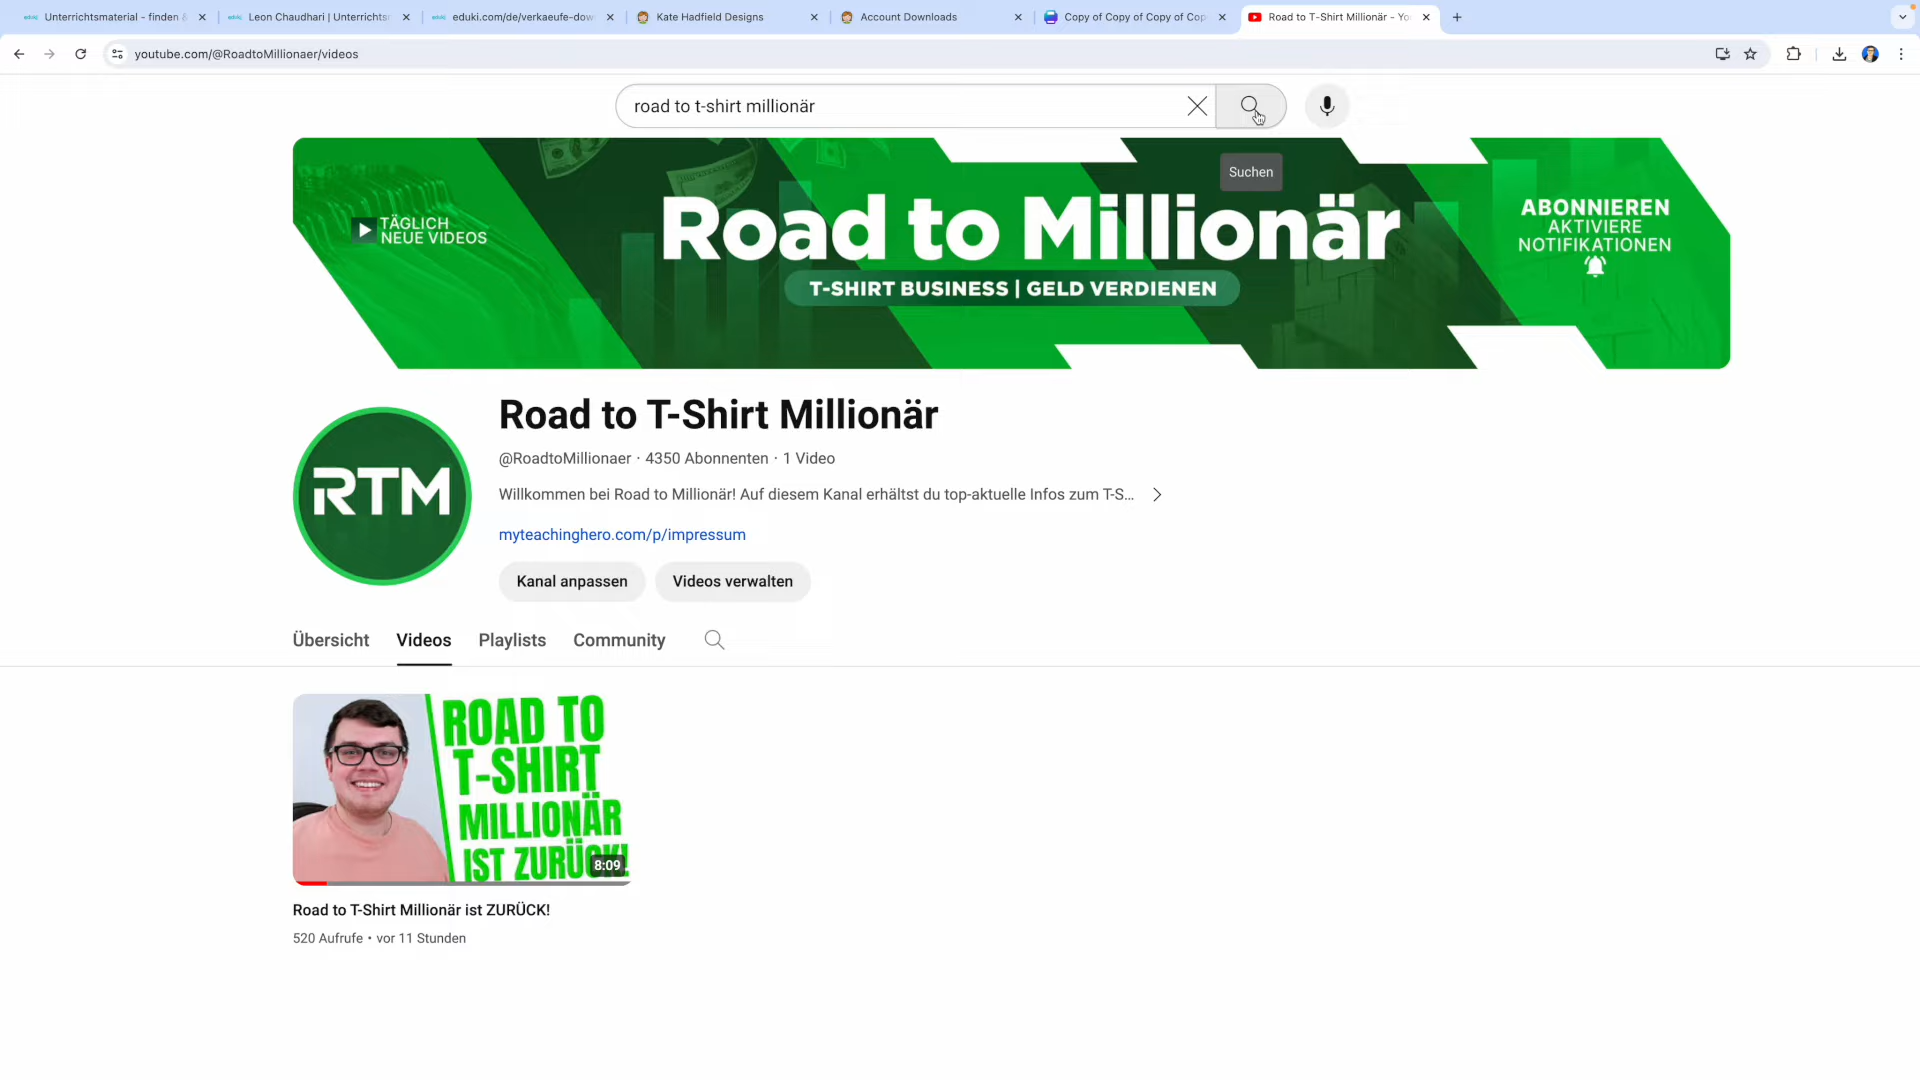 Unterrichtsmaterial - finden &
Leon Chaudhari | Unterrichts
eduki.com/de/verkaeufe-dow
Kate Hadfield Designs
Account Downloads
Copy of Copy of Copy of Cop
Road to T-Shirt Millionär - Yo
youtube.com/@RoadtoMillionaer/videos
road to t-shirt millionär
Suchen
TÄGLICH
NEUE VIDEOS
Road to Millionär
T-SHIRT BUSINESS | GELD VERDIENEN
ABONNIEREN
AKTIVIERE
NOTIFIKATIONEN
RTM
Road to T-Shirt Millionär
@RoadtoMillionaer · 4350 Abonnenten · 1 Video
Willkommen bei Road to Millionär! Auf diesem Kanal erhältst du top-aktuelle Infos zum T-S...
myteachinghero.com/p/impressum
Kanal anpassen
Videos verwalten
Übersicht
Videos
Playlists
Community
ROAD TO
T-SHIRT
MILLIONÄR
IST ZURÜCK!
8:09
Road to T-Shirt Millionär ist ZURÜCK!
520 Aufrufe • vor 11 Stunden